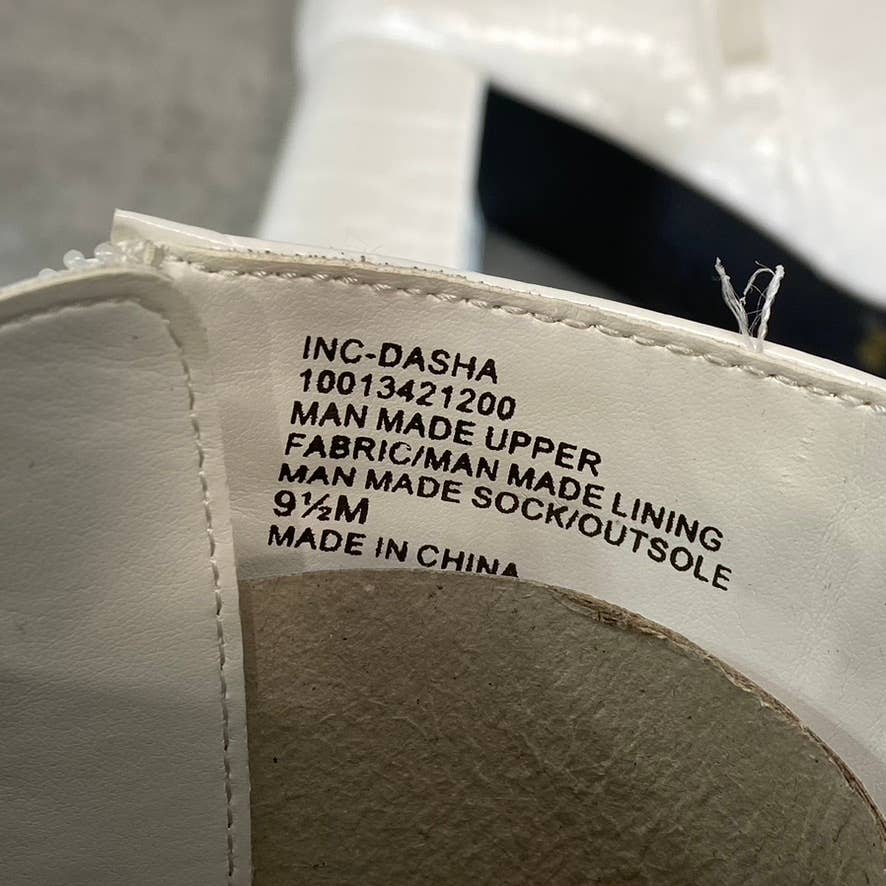 INC-DASHA
10013421200
MAN MADE UPPER
FABRIC/MAN MADE LINING
MAN MADE SOCK/OUTSOLE
9½M
MADE IN CHINA